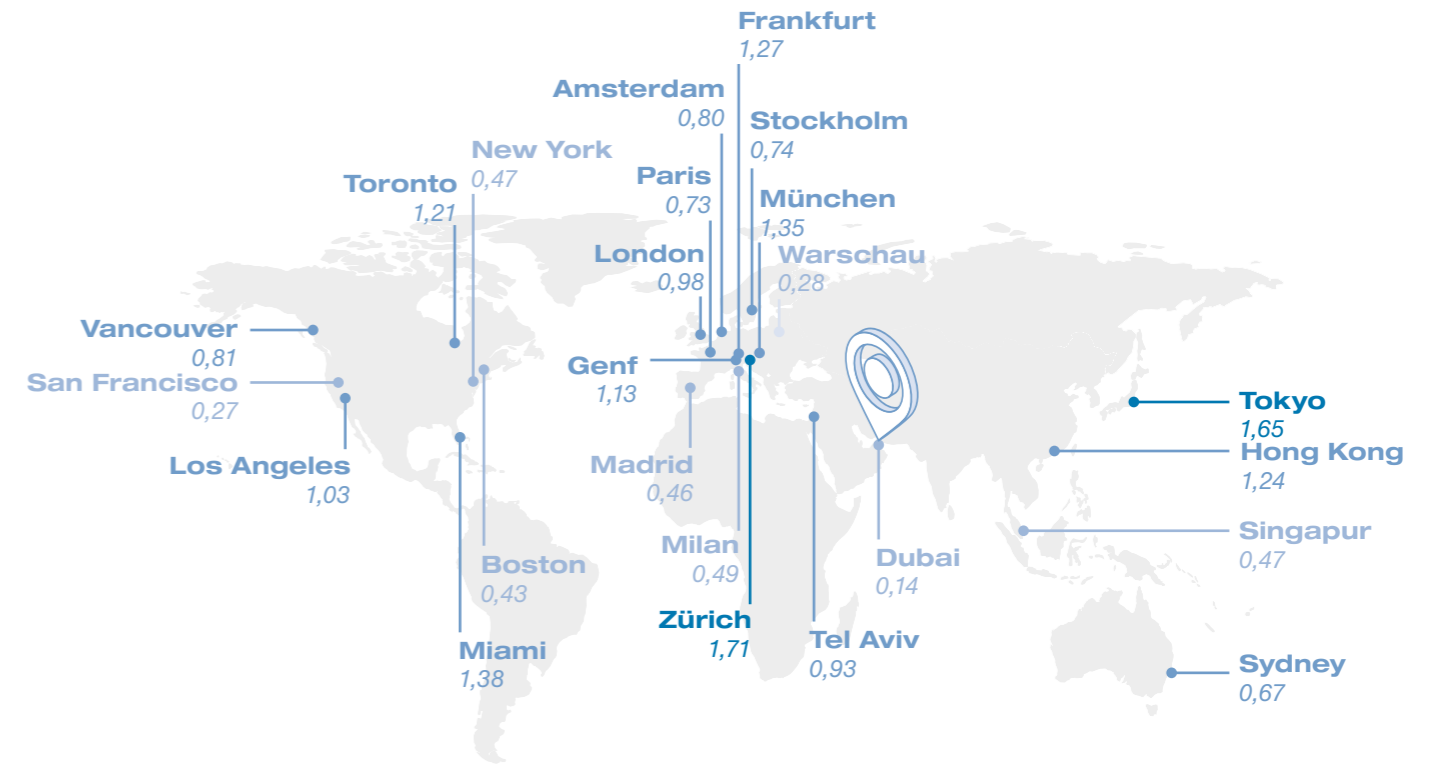 Frankfurt
1,27
Amsterdam
0,80
Stockholm
0,74
New York
0,47
Toronto
1,21
Paris
0,73
München
1,35
London
0,98
Warschau
0,28
Vancouver
0,81
San Francisco
0,27
Los Angeles
1,03
Genf
1,13
Madrid
0,46
Milan
0,49
Zürich
1,71
Boston
0,43
Miami
1,38
Dubai
0,14
Tel Aviv
0,93
Tokyo
1,65
Hong Kong
1,24
Singapur
0,47
Sydney
0,67